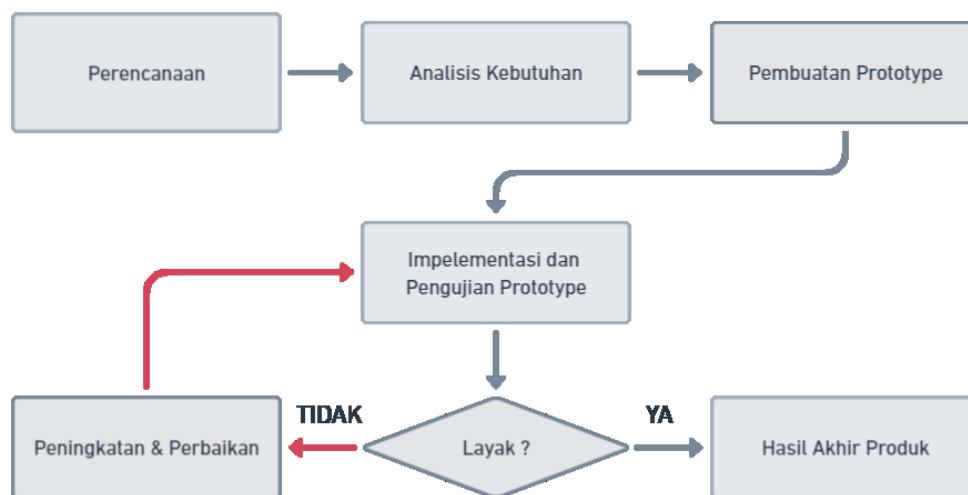 Perencanaan
Analisis Kebutuhan
Pembuatan Prototype
Impelementasi dan
Pengujian Prototype
TIDAK
YA
Peningkatan & Perbaikan
Layak ?
Hasil Akhir Produk